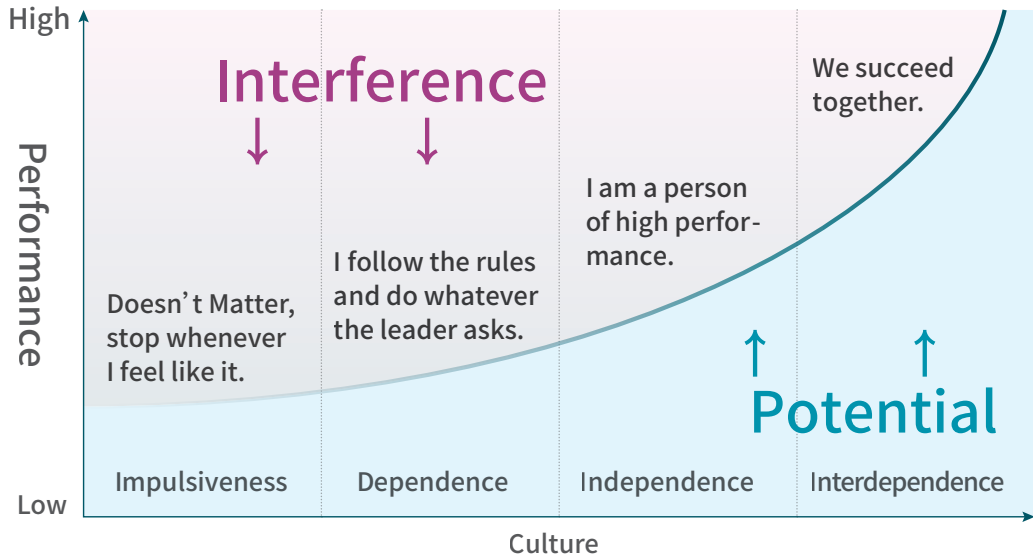 High
Interference
We succeed
together.
Performance
I am a person
of high perfor-
mance.
I follow the rules
and do whatever
the leader asks.
Doesn’t Matter,
stop whenever
I feel like it.
Potential
Impulsiveness
Dependence
Independence
Interdependence
Low
Culture